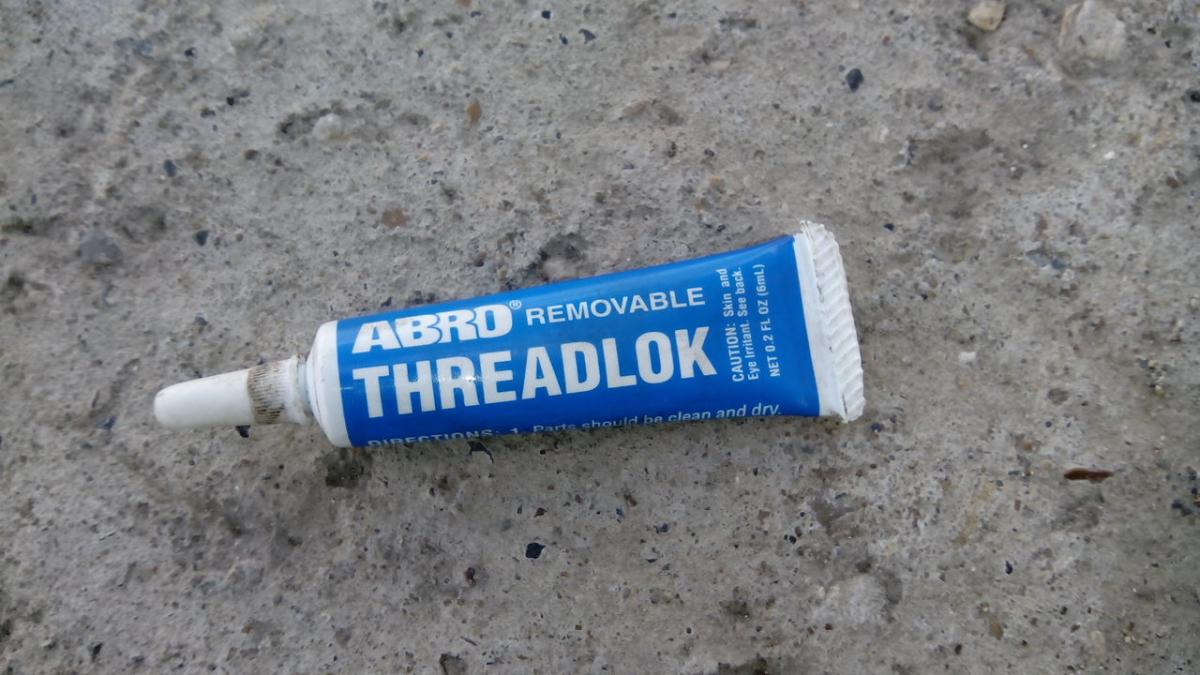 ABRO® REMOVABLE
THREADLOK
DIRECTIONS: 1. Parts should be clean and dry.
CAUTION: Skin and
Eye Irritant. See back.
NET 0.2 FL OZ (6mL)